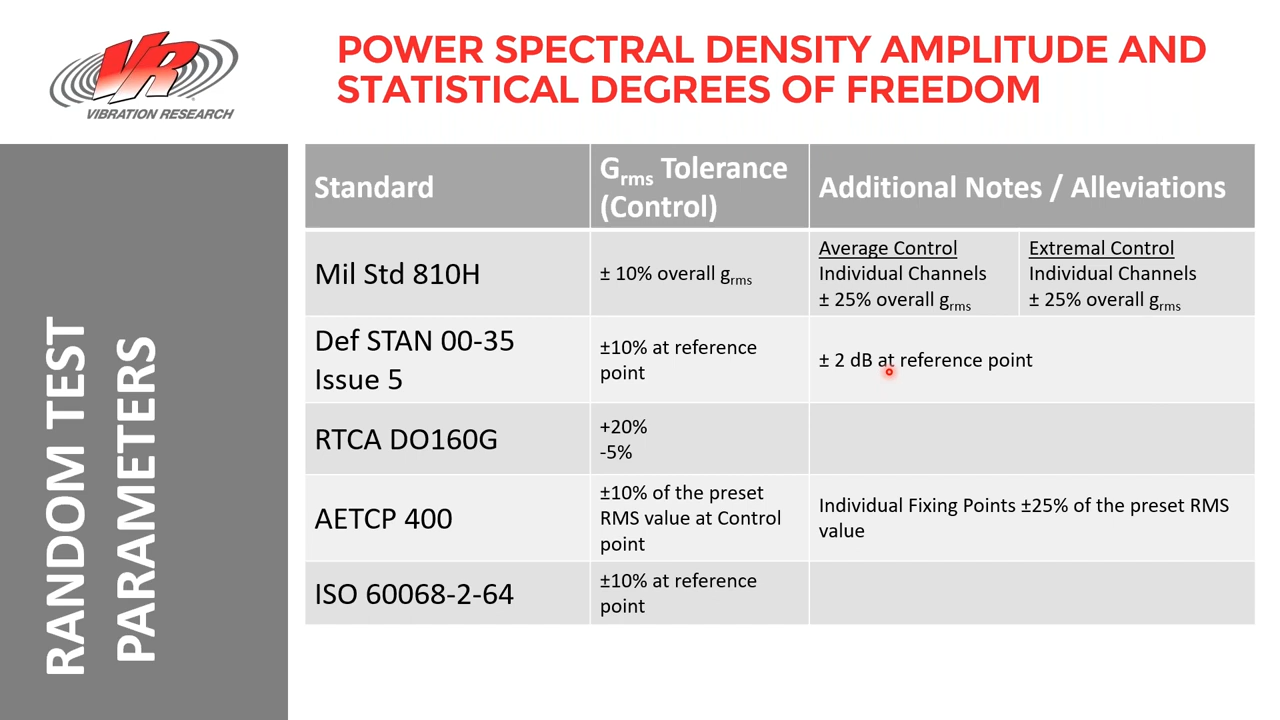 VR
VIBRATION RESEARCH
POWER SPECTRAL DENSITY AMPLITUDE AND
STATISTICAL DEGREES OF FREEDOM
RANDOM TEST
PARAMETERS
Standard
Grms Tolerance
(Control)
Additional Notes / Alleviations
Mil Std 810H
± 10% overall grms
Average Control
Individual Channels
± 25% overall grms
Extremal Control
Individual Channels
± 25% overall grms
Def STAN 00-35
Issue 5
±10% at reference
point
± 2 dB at reference point
RTCA DO160G
+20%
-5%
AETCP 400
±10% of the preset
RMS value at Control
point
Individual Fixing Points ±25% of the preset RMS
value
ISO 60068-2-64
±10% at reference
point